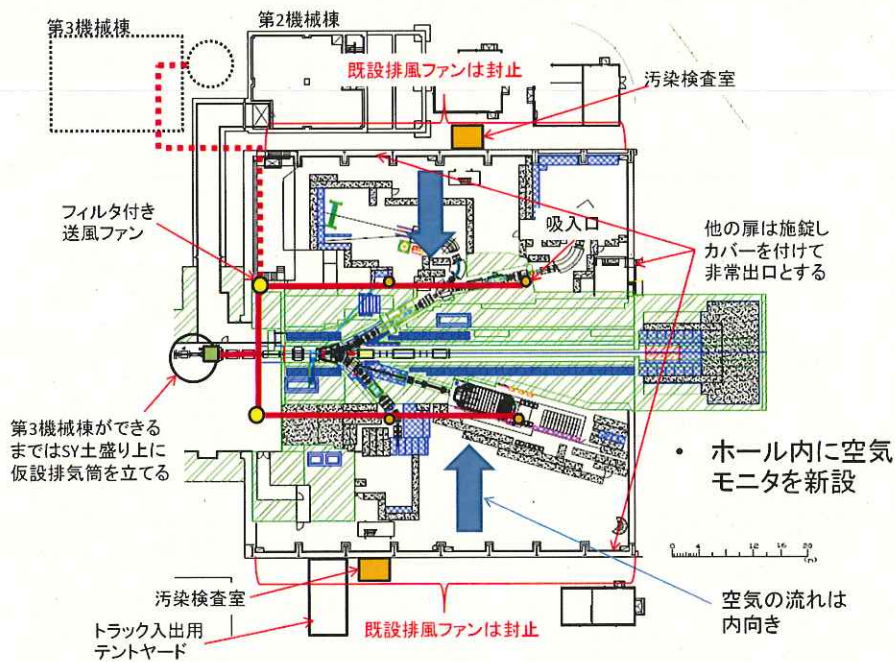 第3機械棟
第2機械棟
既設排風ファンは封止
汚染検査室
フィルタ付き
送風ファン
吸入口
他の扉は施錠し
カバーを付けて
非常出口とする
第3機械棟ができる
まではSY土盛り上に
仮設排気筒を立てる
• ホール内に空気
モニタを新設
0 4 8 12 16 20
(m)
汚染検査室
トラック入出用
テントヤード
既設排風ファンは封止
空気の流れは
内向き